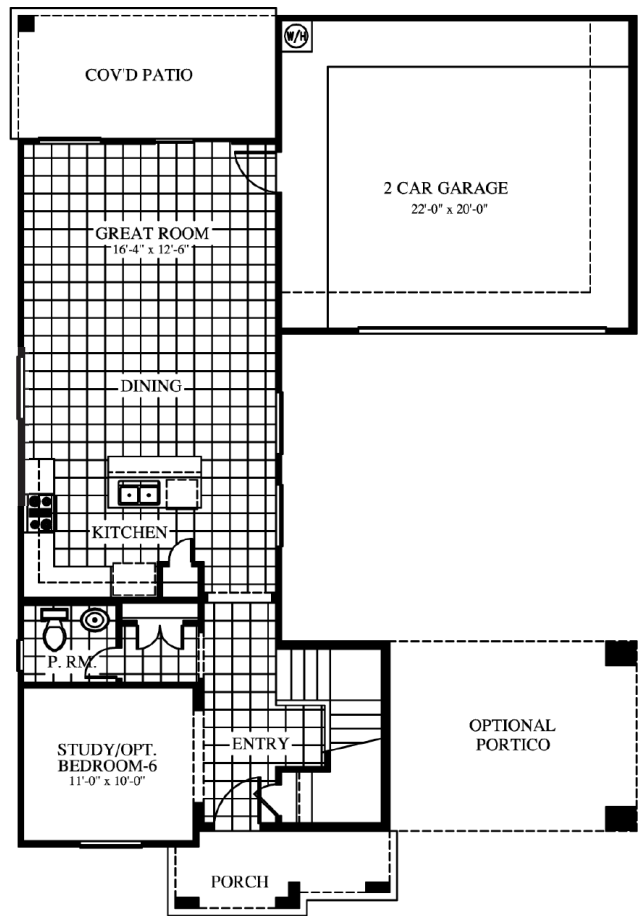 W/H
COV'D PATIO
2 CAR GARAGE
22'-0" x 20'-0"
GREAT ROOM
16'-4" x 12'-6"
DINING
KITCHEN
P. RM.
OPTIONAL
PORTICO
ENTRY
STUDY/OPT.
BEDROOM-6
11'-0" x 10'-0"
PORCH